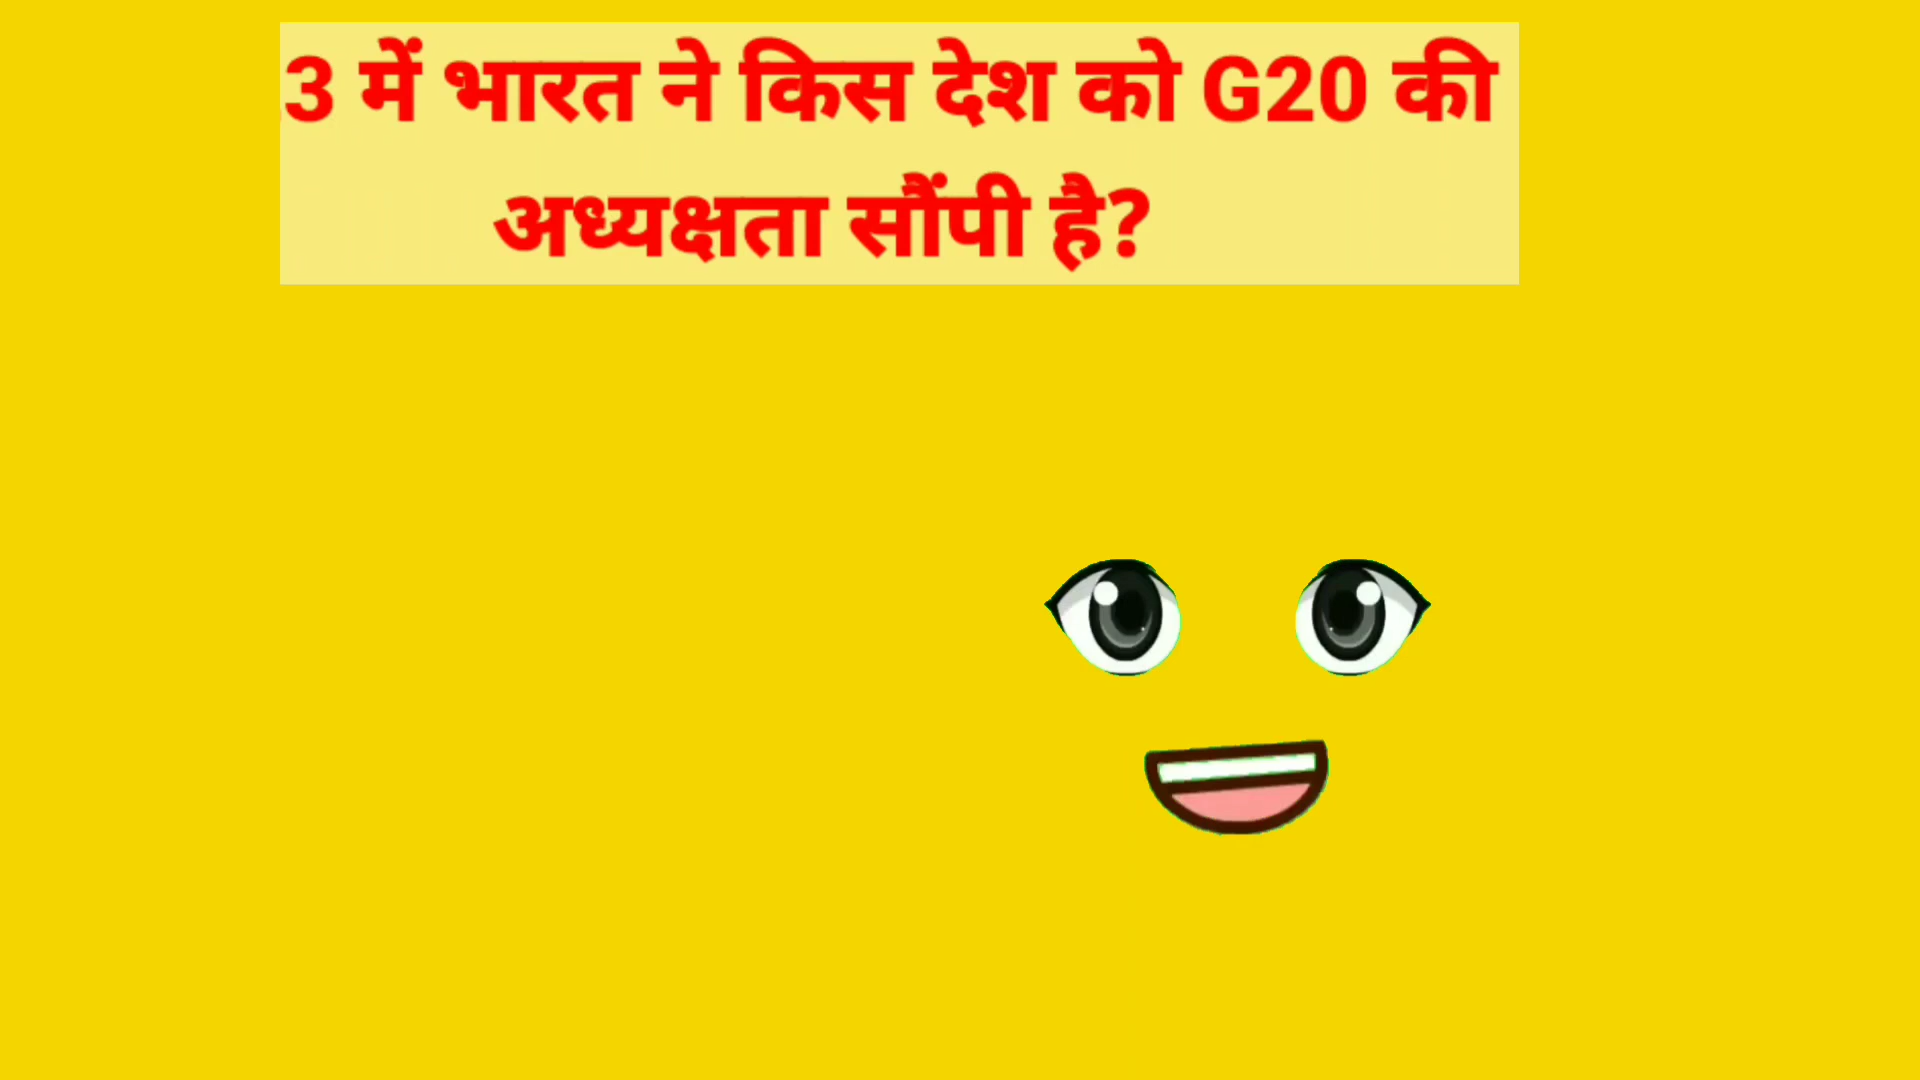 3 में भारत ने किस देश को G20 की
अध्यक्षता सौंपी है?